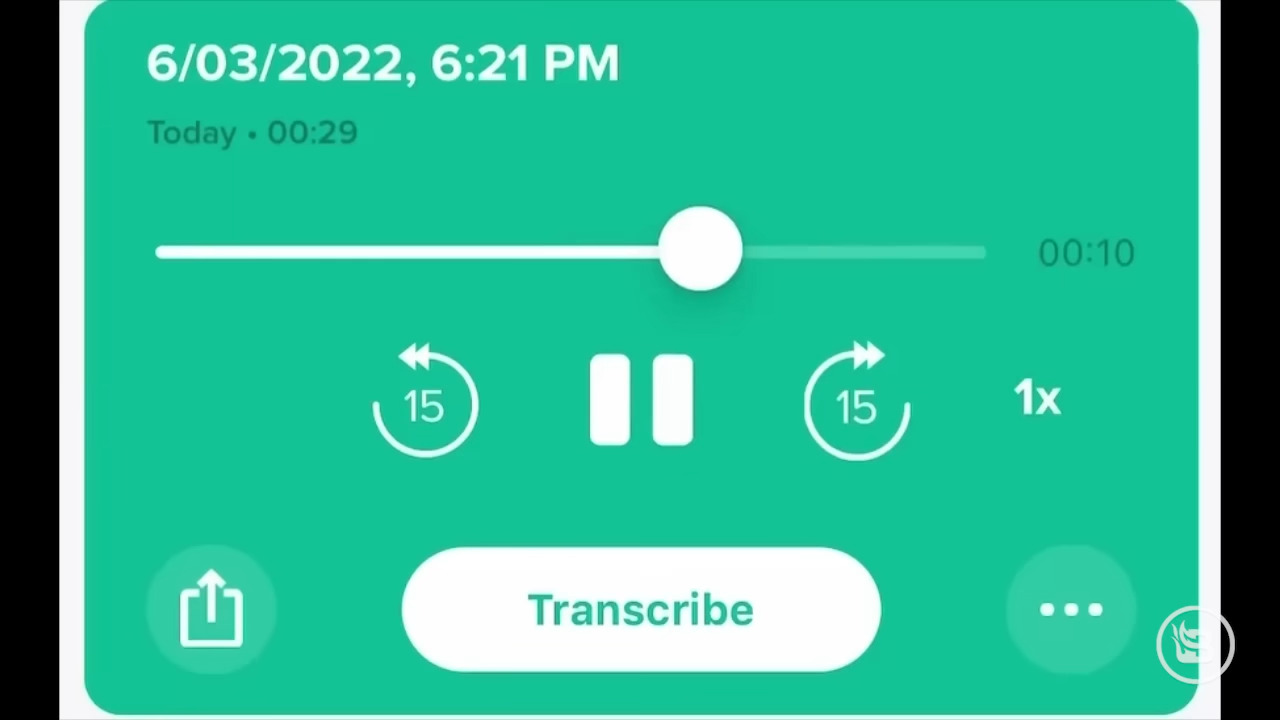 6/03/2022, 6:21 PM
Today • 00:29
00:10
15
15
1x
Transcribe